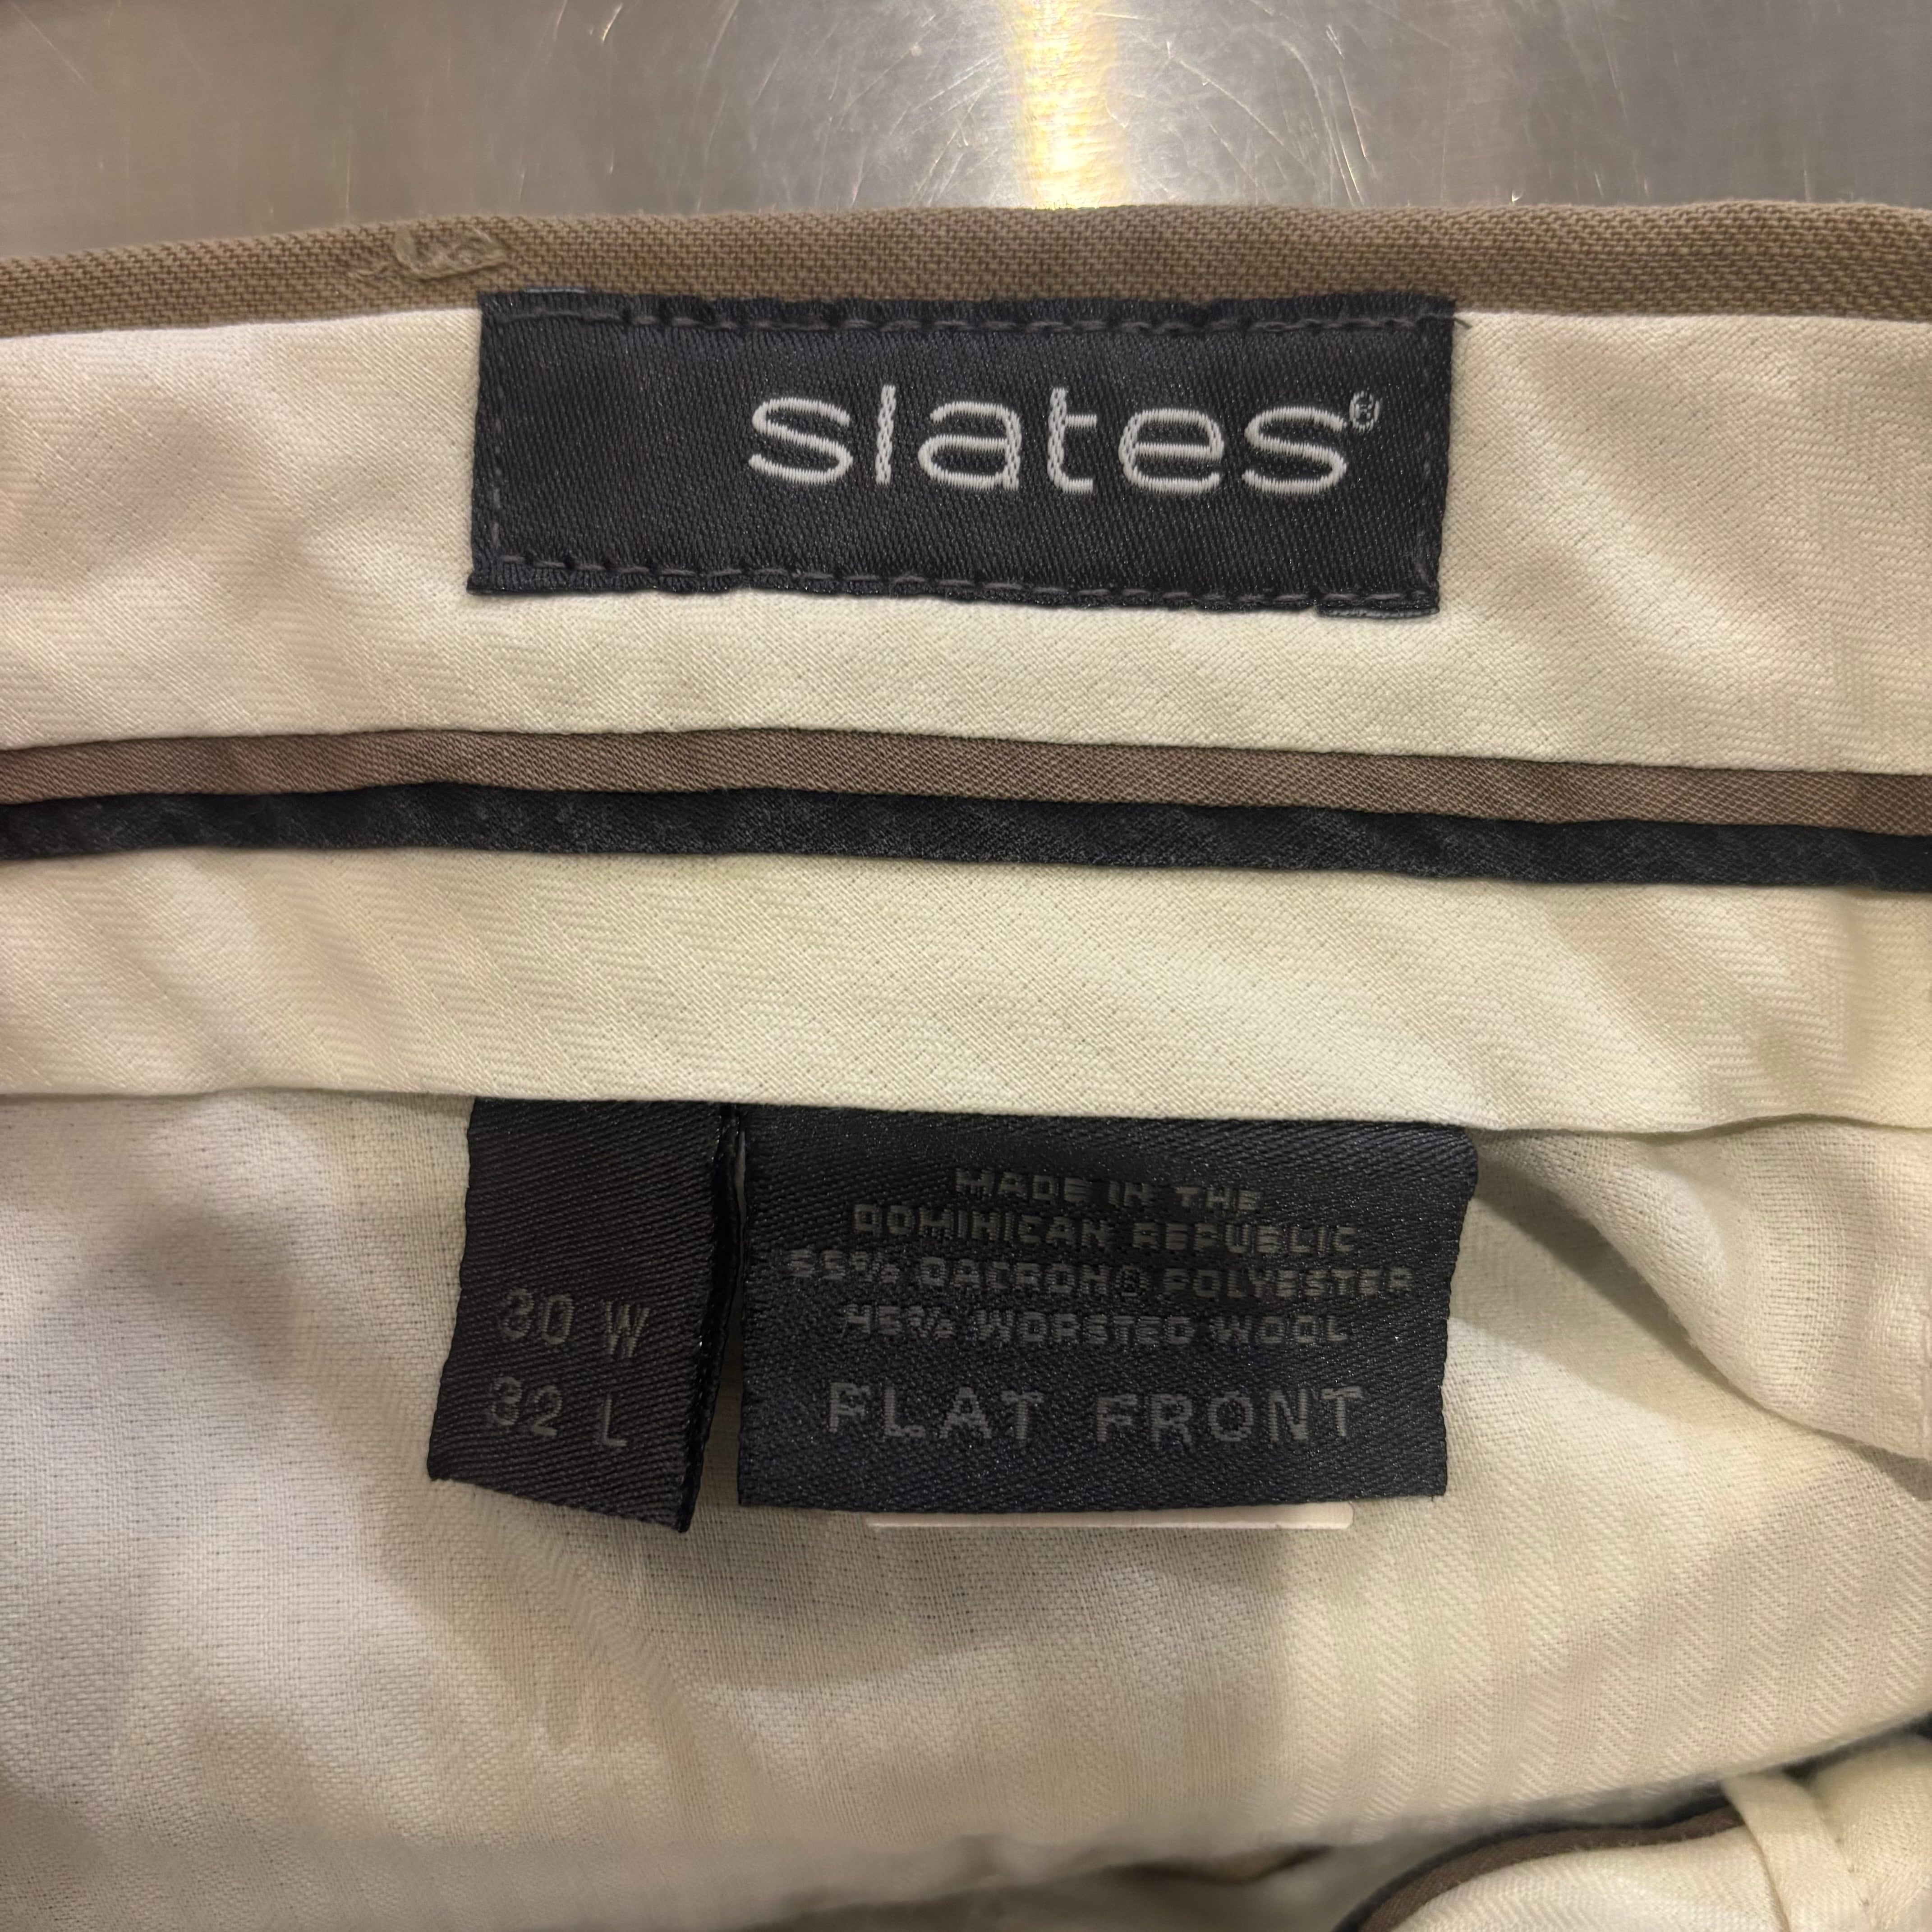 slates®
30 W
32 L
MADE IN THE
DOMINICAN REPUBLIC
55% DACRON® POLYESTER
45% WORSTED WOOL
FLAT FRONT